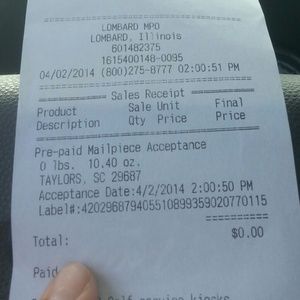 LOMBARD MPO
LOMBARD, Illinois
601482375
1615400148-0095
04/02/2014 (800)275-8777 02:00:51 PM
Sales Receipt
Product Sale Unit Final
Description Qty Price Price
Pre-paid Mailpiece Acceptance
0 lbs. 10.40 oz.
TAYLORS, SC 29687
Acceptance Date:4/2/2014 2:00:50 PM
Label#:420296879405510899359020770115
==========
Total: $0.00
Paid